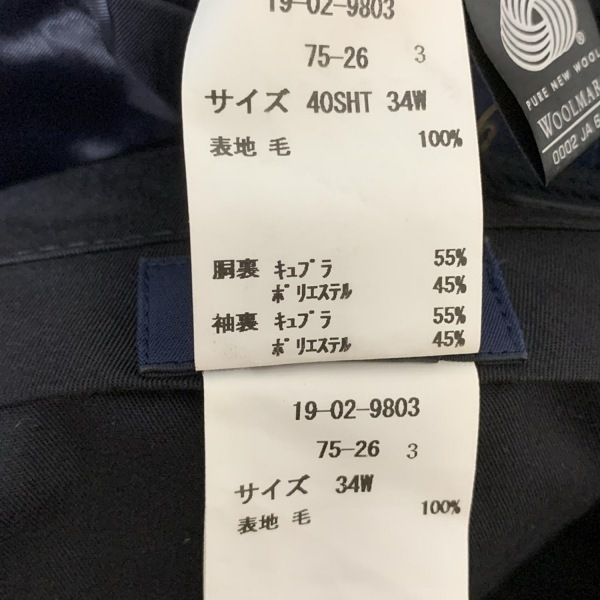 19-02-9803
75-26 3
サイズ 40SHT 34W
表地 毛 100%
胴裏 キュプラ 55%
ポリエステル 45%
袖裏 キュプラ 55%
ポリエステル 45%
19-02-9803
75-26 3
サイズ 34W
表地 毛 100%
PURE NEW WOOL
WOOLMAR
0002 JA